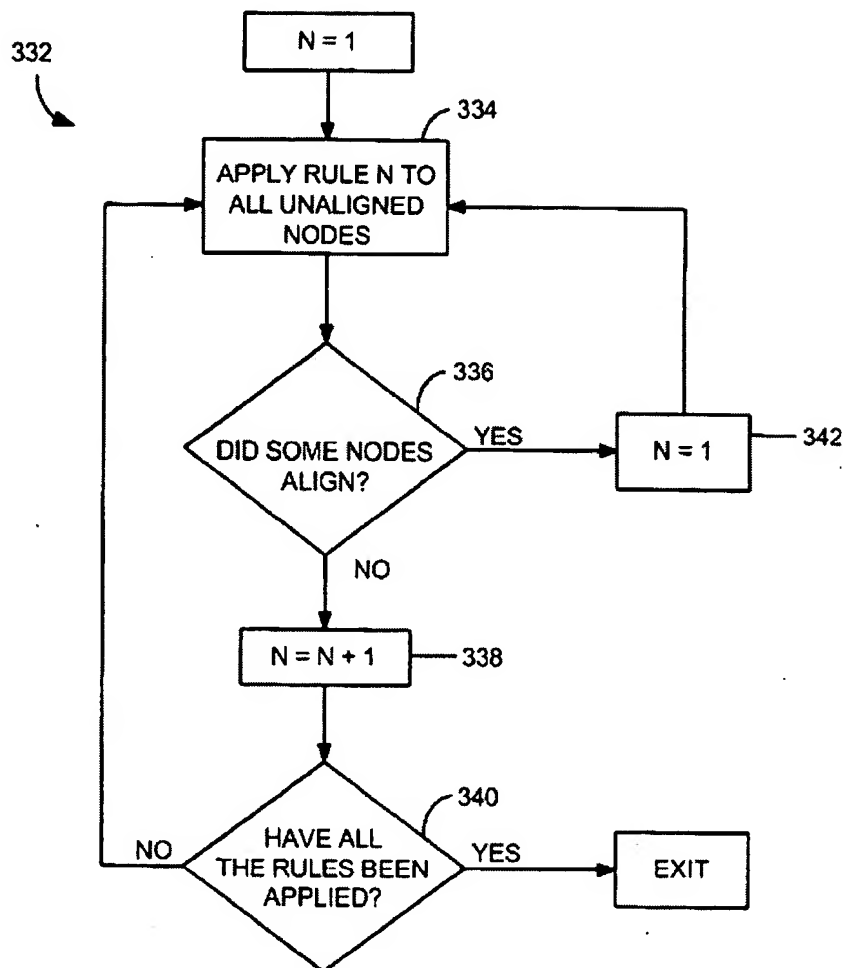 N = 1
332
334
APPLY RULE N TO
ALL UNALIGNED
NODES
336
DID SOME NODES
ALIGN?
YES
N = 1
342
NO
N = N + 1
338
340
HAVE ALL
THE RULES BEEN
APPLIED?
NO
YES
EXIT